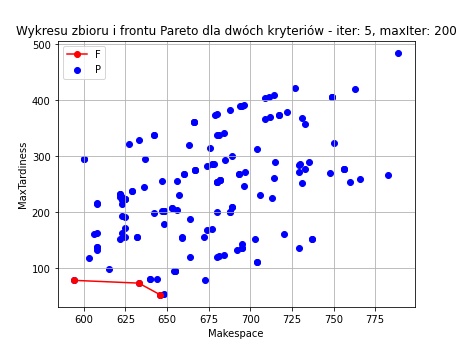 Wykresu zbioru i frontu Pareto dla dwóch kryteriów - iter: 5, maxIter: 200
500
F
P
400
300
200
100
MaxTardiness
600 625 650 675 700 725 750 775
Makespace